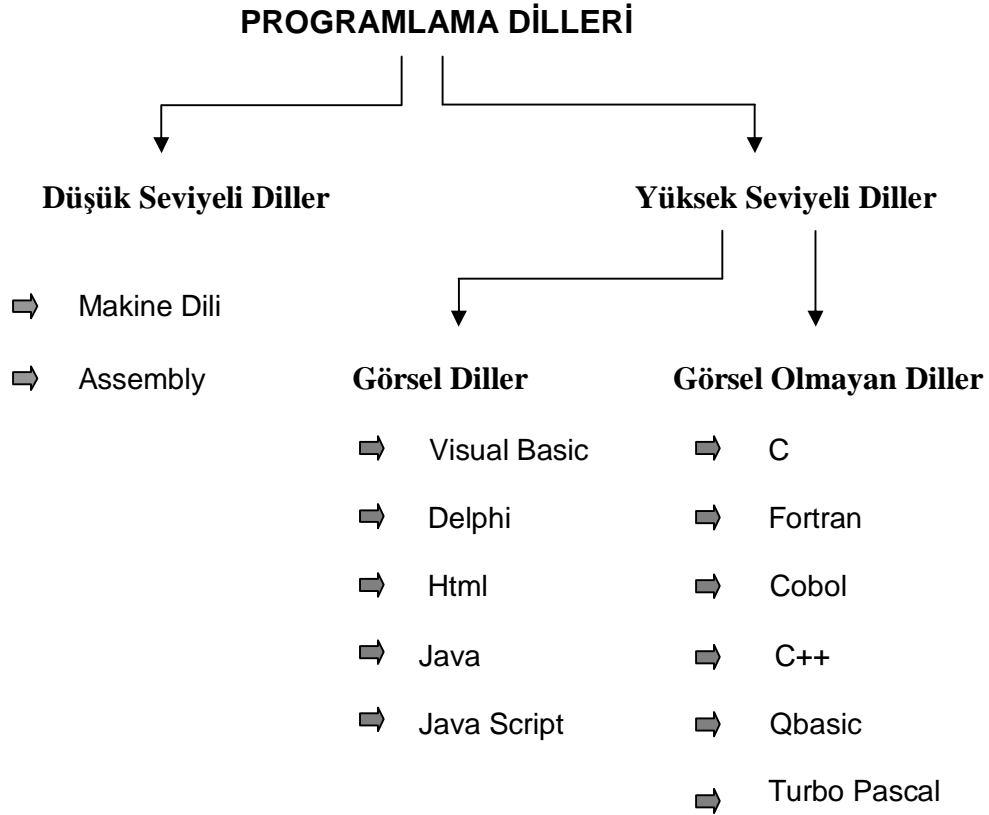 PROGRAMLAMA DİLLERİ
Düşük Seviyeli Diller
Makine Dili
Assembly
Yüksek Seviyeli Diller
Görsel Diller
Visual Basic
Delphi
Html
Java
Java Script
Görsel Olmayan Diller
C
Fortran
Cobol
C++
Qbasic
Turbo Pascal